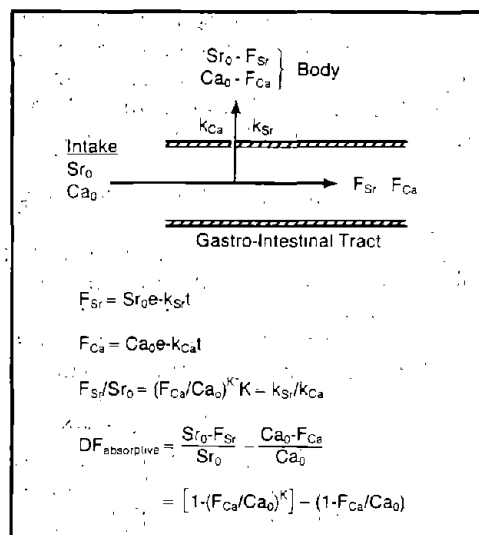 Sr₀ - F_Sr
Ca₀ - F_Ca } Body
k_Ca k_Sr
Intake
Sr₀
Ca₀
F_Sr F_Ca
Gastro-Intestinal Tract
F_Sr = Sr₀e-k_Srt
F_Ca = Ca₀e-k_Cat
F_Sr/Sr₀ = (F_Ca/Ca₀)^K K - k_Sr/k_Ca
DF_absorptive = Sr₀-F_Sr/Sr₀ - Ca₀-F_Ca/Ca₀
= [1-(F_Ca/Ca₀)^K] - (1-F_Ca/Ca₀)